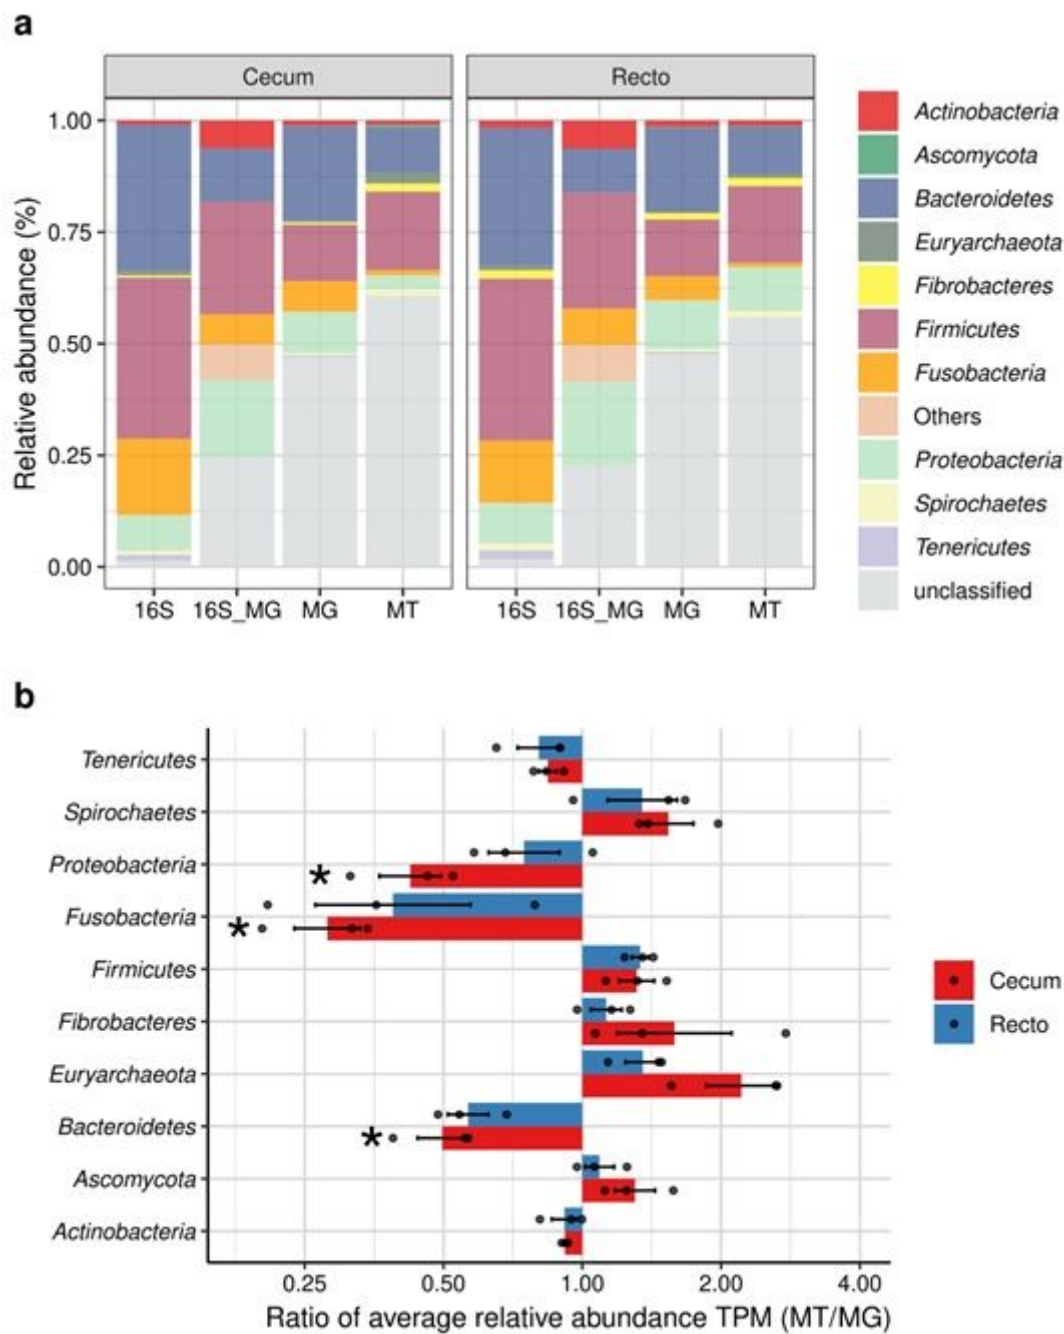 a
Cecum
Recto
Relative abundance (%)
1.00
0.75
0.50
0.25
0.00
16S 16S_MG MG MT
16S 16S_MG MG MT
Actinobacteria
Ascomycota
Bacteroidetes
Euryarchaeota
Fibrobacteres
Firmicutes
Fusobacteria
Others
Proteobacteria
Spirochaetes
Tenericutes
unclassified
b
Tenericutes
Spirochaetes
Proteobacteria
*
Fusobacteria
*
Firmicutes
Fibrobacteres
Euryarchaeota
Bacteroidetes
*
Ascomycota
Actinobacteria
0.25 0.50 1.00 2.00 4.00
Ratio of average relative abundance TPM (MT/MG)
Cecum
Recto